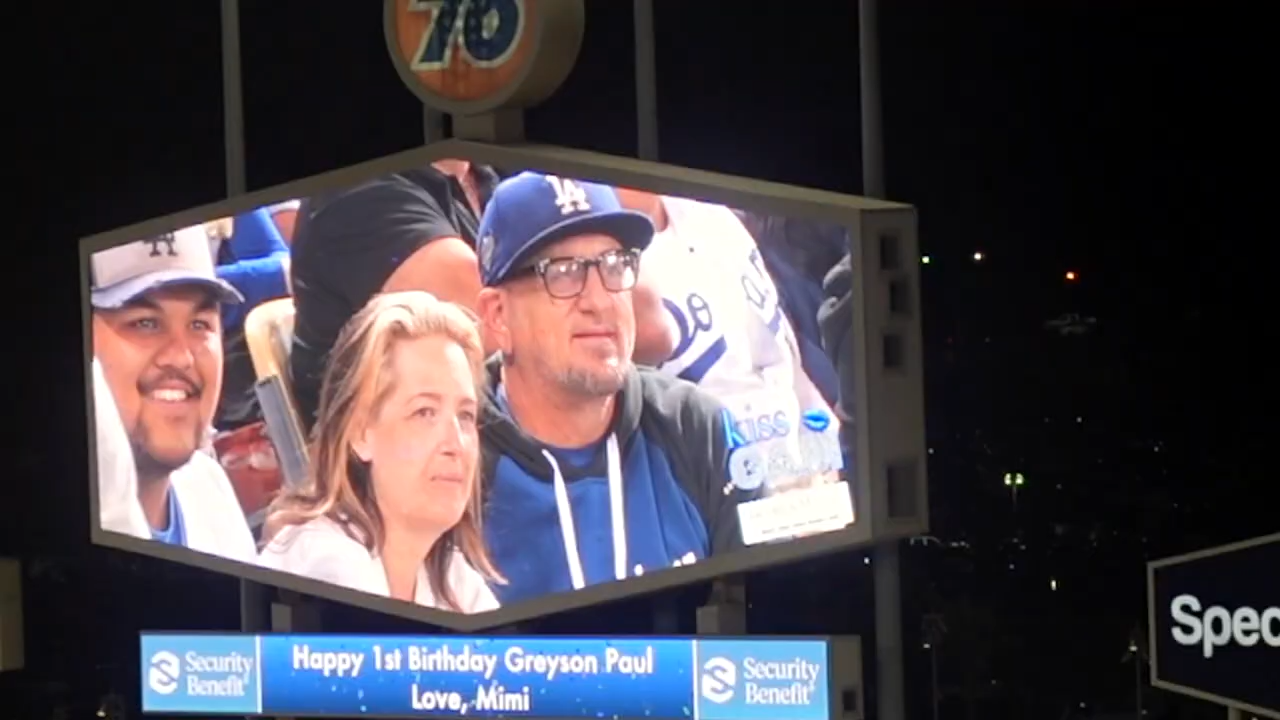 76
LA
kiss
Security
Benefit
Happy 1st Birthday Greyson Paul
Love, Mimi
Security
Benefit
Spec